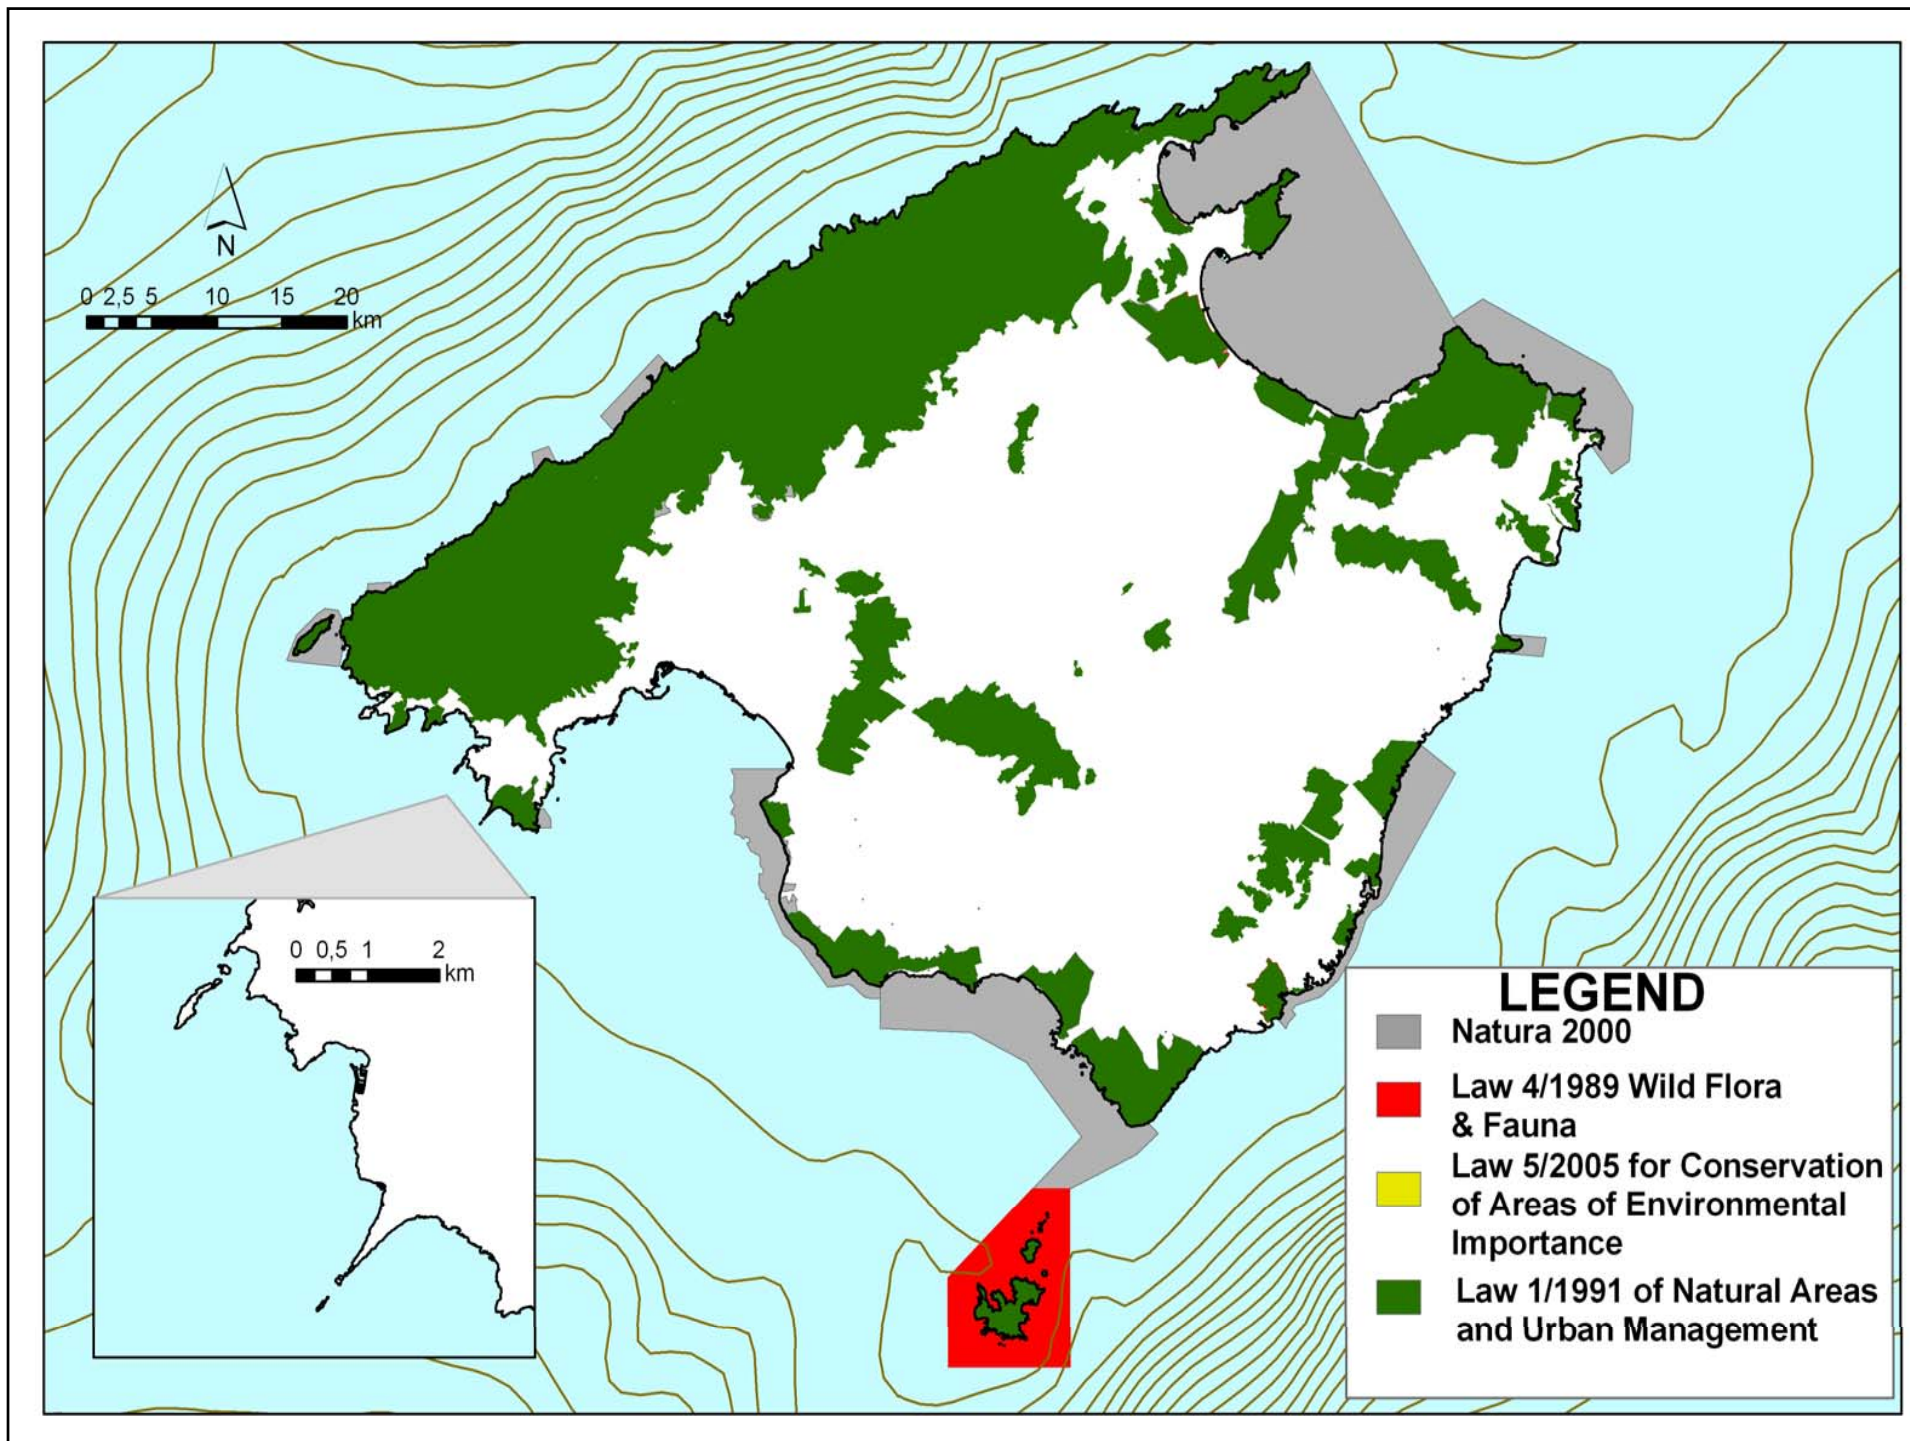 N
0 2,5 5 10 15 20
km
0 0,5 1 2
km
LEGEND
Natura 2000
Law 4/1989 Wild Flora
& Fauna
Law 5/2005 for Conservation
of Areas of Environmental
Importance
Law 1/1991 of Natural Areas
and Urban Management